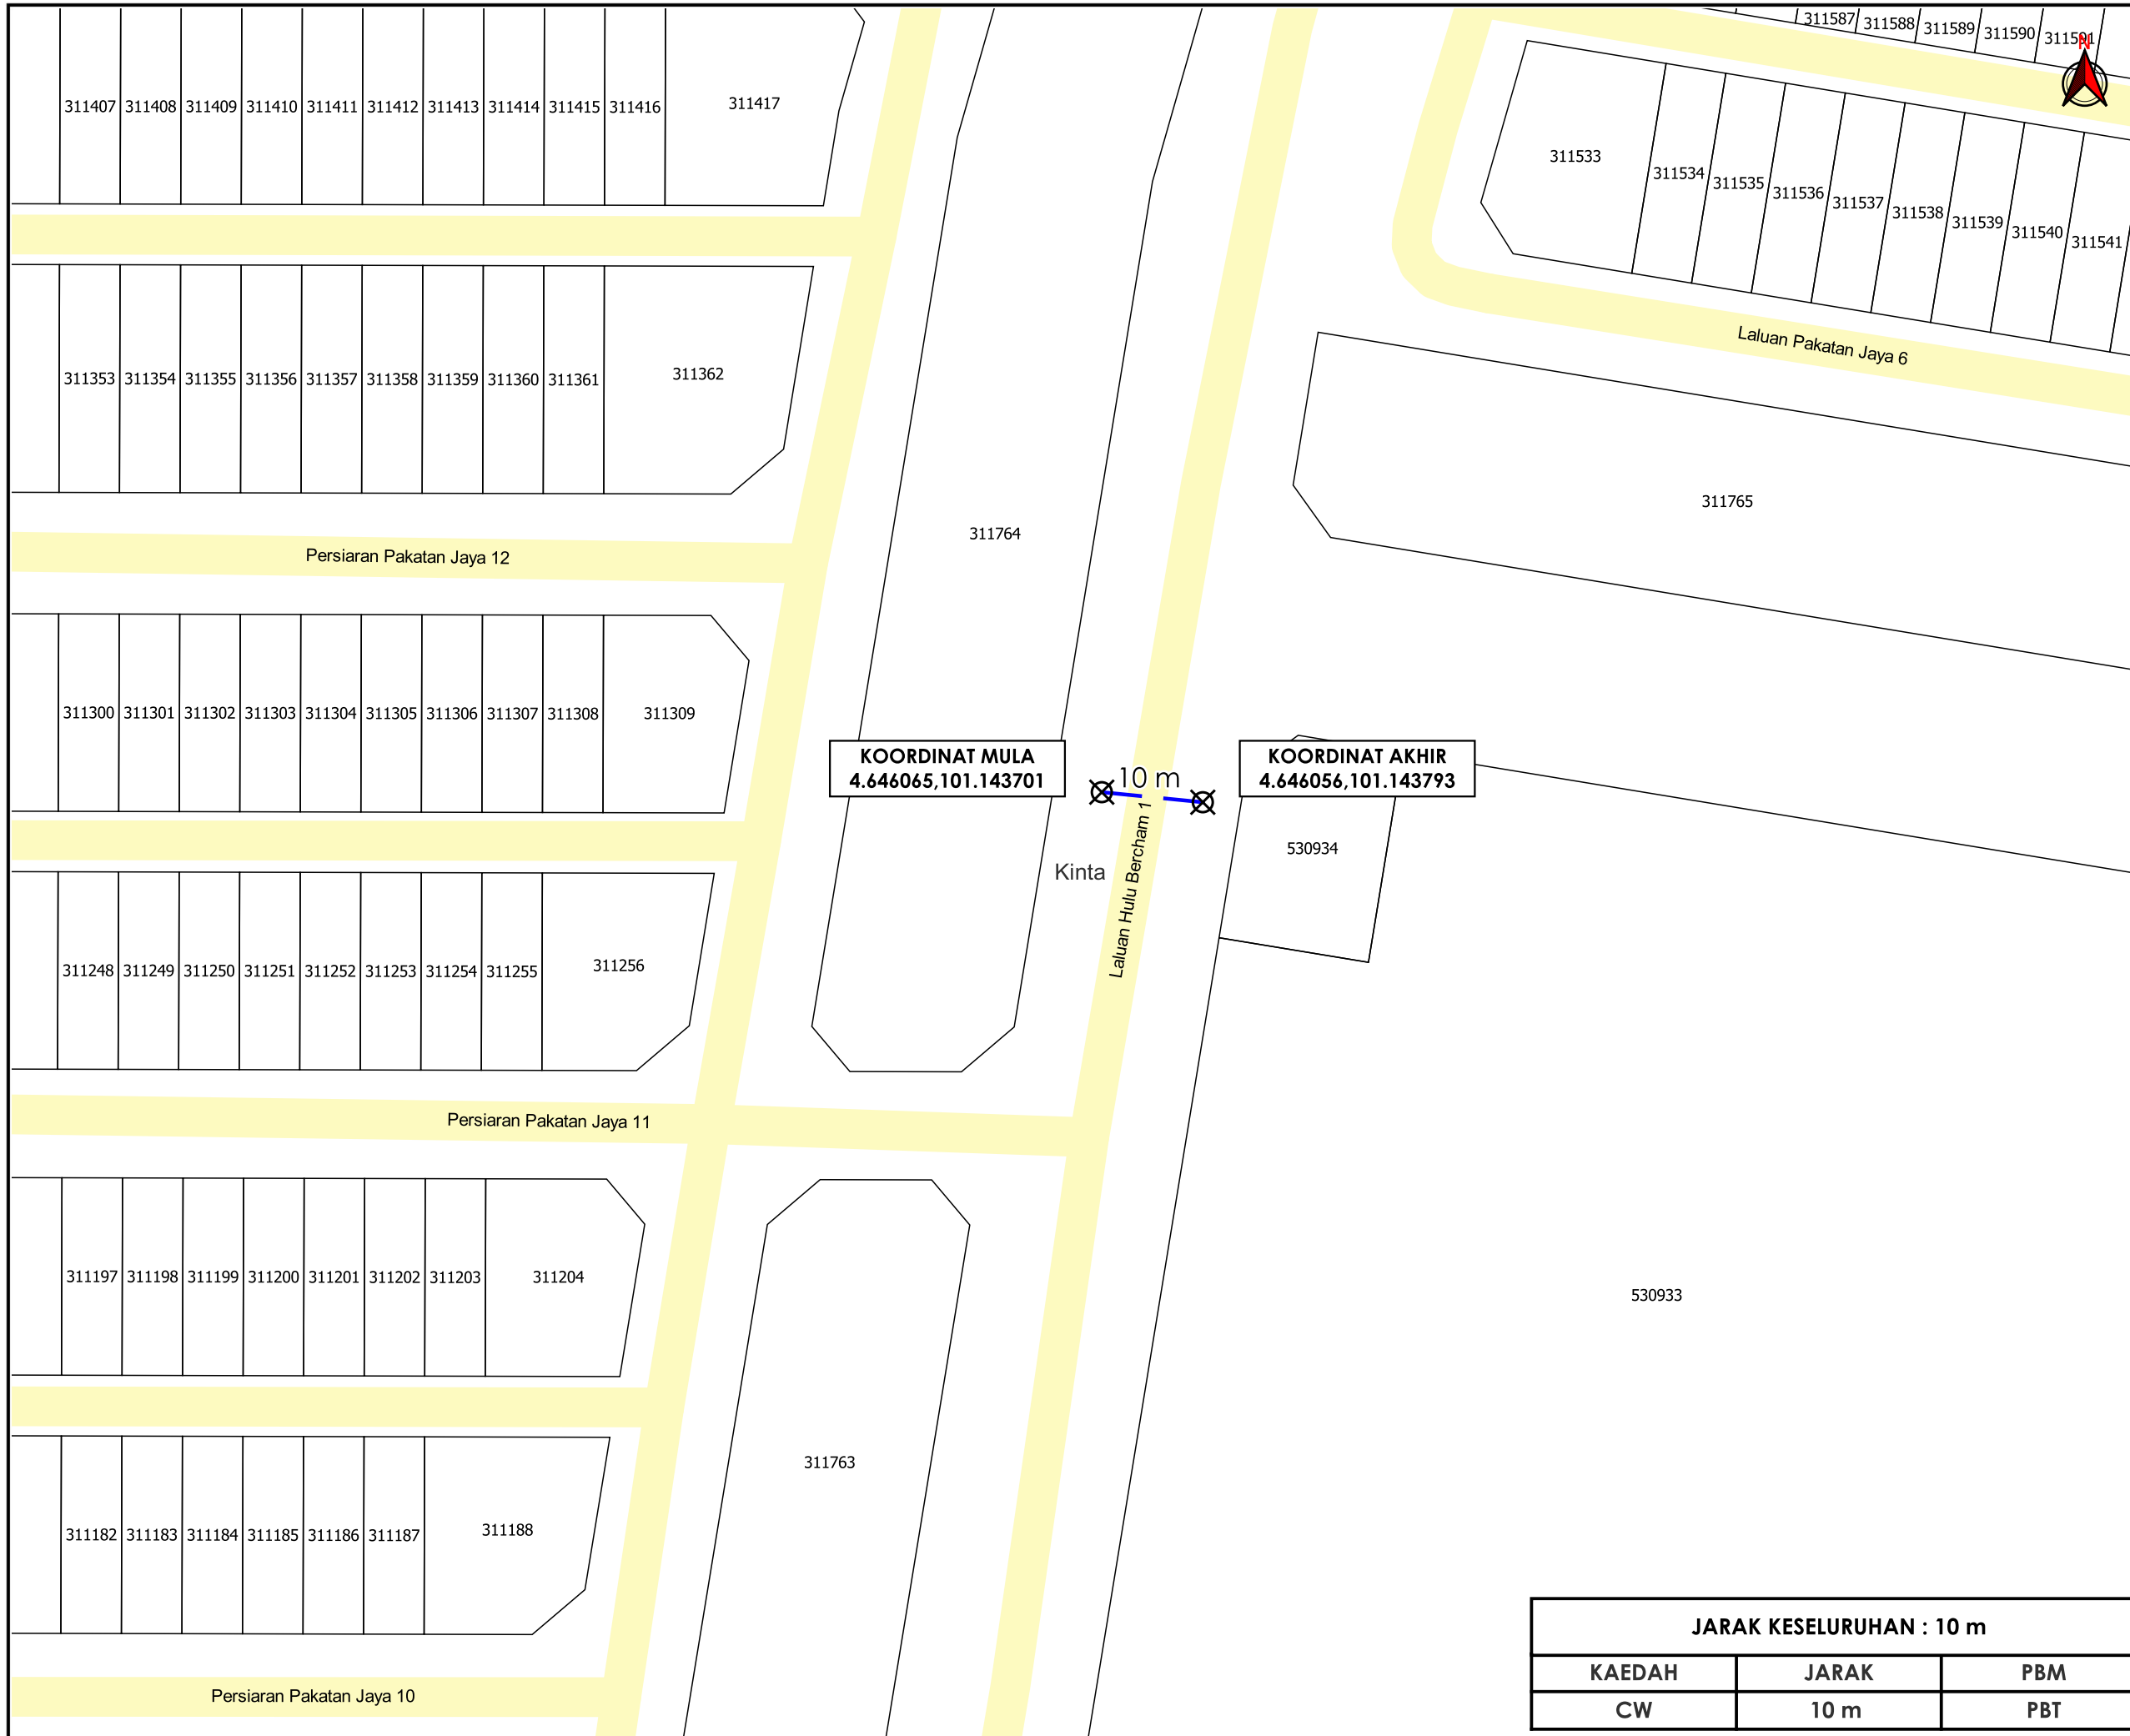 311587 311588 311589 311590 311591
N
311407 311408 311409 311410 311411 311412 311413 311414 311415 311416 311417
311533 311534 311535 311536 311537 311538 311539 311540 311541
Laluan Pakatan Jaya 6
311353 311354 311355 311356 311357 311358 311359 311360 311361 311362
311765
311764
Persiaran Pakatan Jaya 12
311300 311301 311302 311303 311304 311305 311306 311307 311308 311309
KOORDINAT MULA
4.646065,101.143701
10 m
KOORDINAT AKHIR
4.646056,101.143793
530934
Kinta
Laluan Hulu Bercham 1
311248 311249 311250 311251 311252 311253 311254 311255 311256
Persiaran Pakatan Jaya 11
311197 311198 311199 311200 311201 311202 311203 311204
530933
311763
311182 311183 311184 311185 311186 311187 311188
Persiaran Pakatan Jaya 10
JARAK KESELURUHAN : 10 m
KAEDAH JARAK PBM
CW 10 m PBT